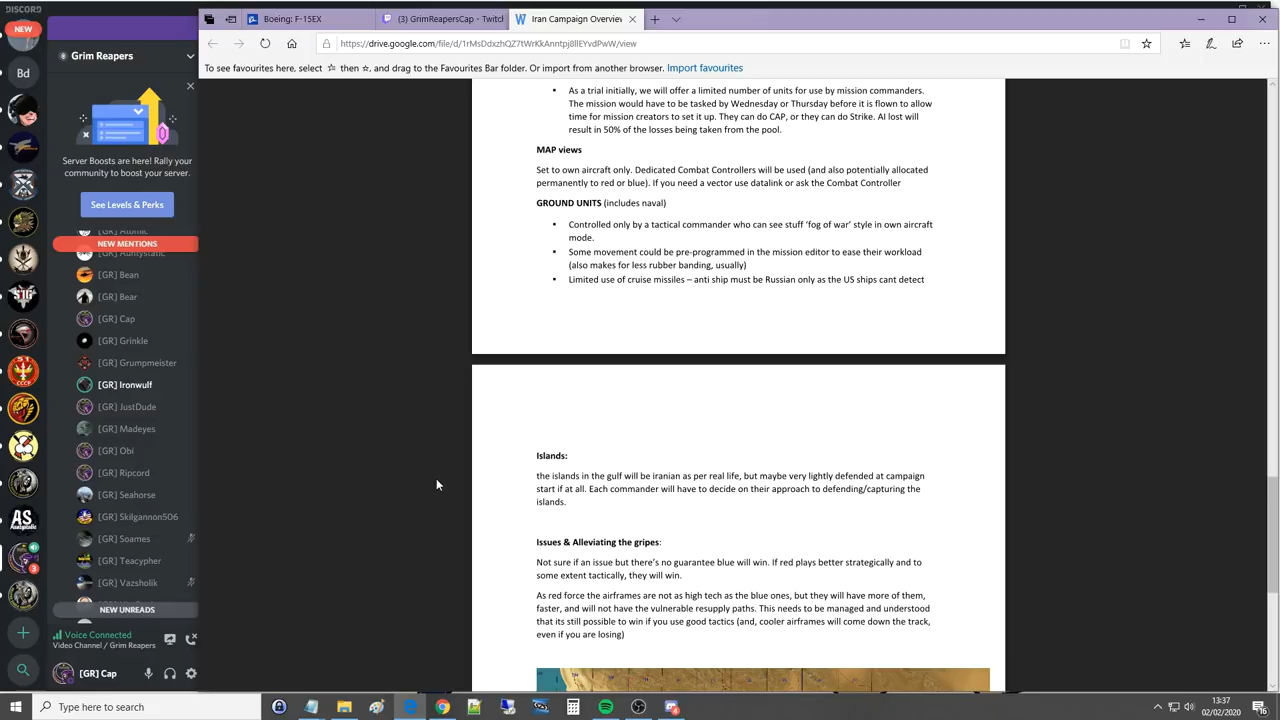 DISCORD
NEW
Bd
AS
3
Grim Reapers
Server Boosts are here! Rally your
community to boost your server.
See Levels & Perks
[GR] Atomic
NEW MENTIONS
[GR] Auntystatic
[GR] Bean
[GR] Bear
[GR] Cap
[GR] Grinkle
[GR] Grumpmeister
[GR] Ironwulf
[GR] JustDude
[GR] Madeyes
[GR] Obi
[GR] Ripcord
[GR] Seahorse
[GR] Skilgannon506
[GR] Soames
[GR] Teacypher
[GR] Vazsholik
NEW UNREADS
Voice Connected
Video Channel / Grim Reapers
[GR] Cap
Boeing: F-15EX
(3) GrimReapersCap - Twitch
Iran Campaign Overview
https://drive.google.com/file/d/1rMsDdxzhQZ7tWrKkAnntpj8llEYvdPwW/view
To see favourites here, select ☆ then ☆, and drag to the Favourites Bar folder. Or import from another browser. Import favourites
• As a trial initially, we will offer a limited number of units for use by mission commanders.
The mission would have to be tasked by Wednesday or Thursday before it is flown to allow
time for mission creators to set it up. They can do CAP, or they can do Strike. AI lost will
result in 50% of the losses being taken from the pool.
MAP views
Set to own aircraft only. Dedicated Combat Controllers will be used (and also potentially allocated
permanently to red or blue). If you need a vector use datalink or ask the Combat Controller
GROUND UNITS (includes naval)
• Controlled only by a tactical commander who can see stuff 'fog of war' style in own aircraft
mode.
• Some movement could be pre-programmed in the mission editor to ease their workload
(also makes for less rubber banding, usually)
• Limited use of cruise missiles – anti ship must be Russian only as the US ships cant detect
Islands:
the islands in the gulf will be iranian as per real life, but maybe very lightly defended at campaign
start if at all. Each commander will have to decide on their approach to defending/capturing the
islands.
Issues & Alleviating the gripes:
Not sure if an issue but there's no guarantee blue will win. If red plays better strategically and to
some extent tactically, they will win.
As red force the airframes are not as high tech as the blue ones, but they will have more of them,
faster, and will not have the vulnerable resupply paths. This needs to be managed and understood
that its still possible to win if you use good tactics (and, cooler airframes will come down the track,
even if you are losing)
Type here to search
13:37
02/02/2020
16